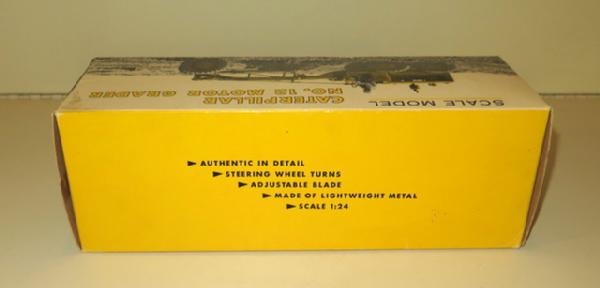 SCALE MODEL
CATERPILLAR
NO. 12 MOTOR GRADER
► AUTHENTIC IN DETAIL
► STEERING WHEEL TURNS
► ADJUSTABLE BLADE
► MADE OF LIGHTWEIGHT METAL
► SCALE 1:24